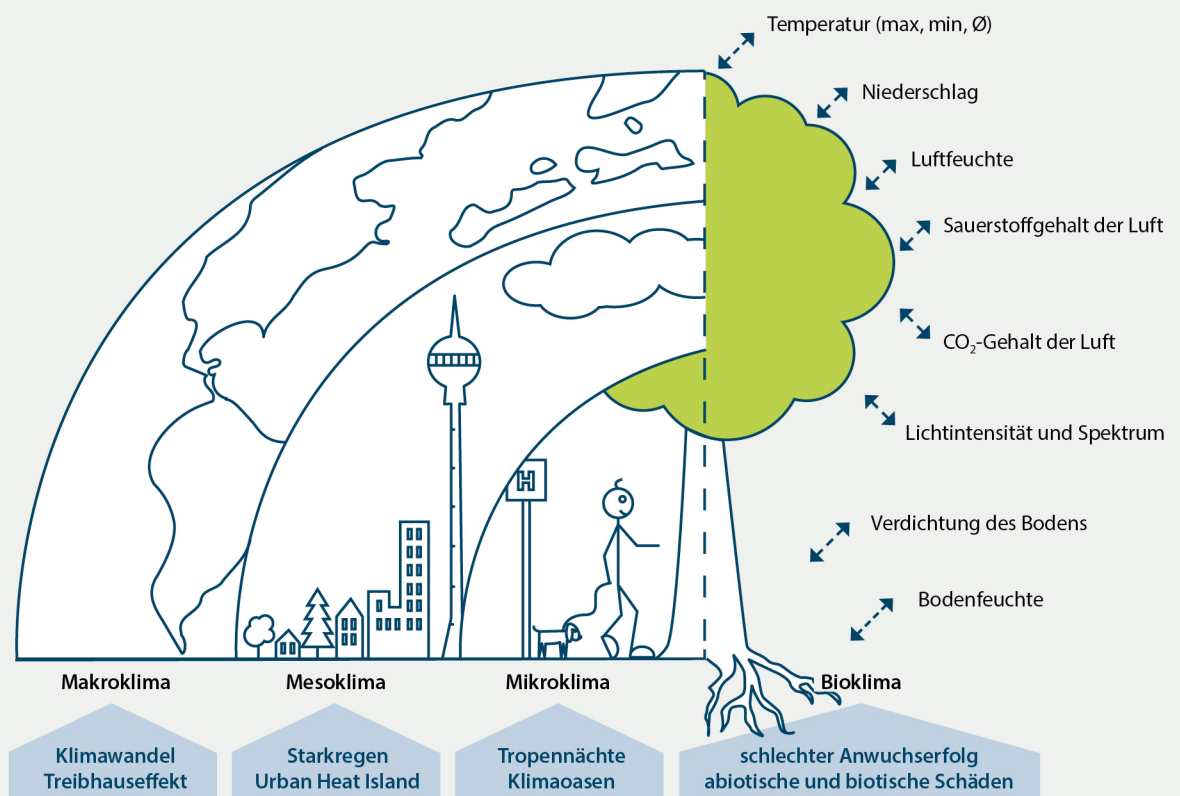 Temperatur (max, min, Ø)
Niederschlag
Luftfeuchte
Sauerstoffgehalt der Luft
CO₂-Gehalt der Luft
Lichtintensität und Spektrum
H
Verdichtung des Bodens
Bodenfeuchte
Makroklima
Mesoklima
Mikroklima
Bioklima
Klimawandel
Treibhauseffekt
Starkregen
Urban Heat Island
Tropennächte
Klimaoasen
schlechter Anwuchserfolg
abiotische und biotische Schäden